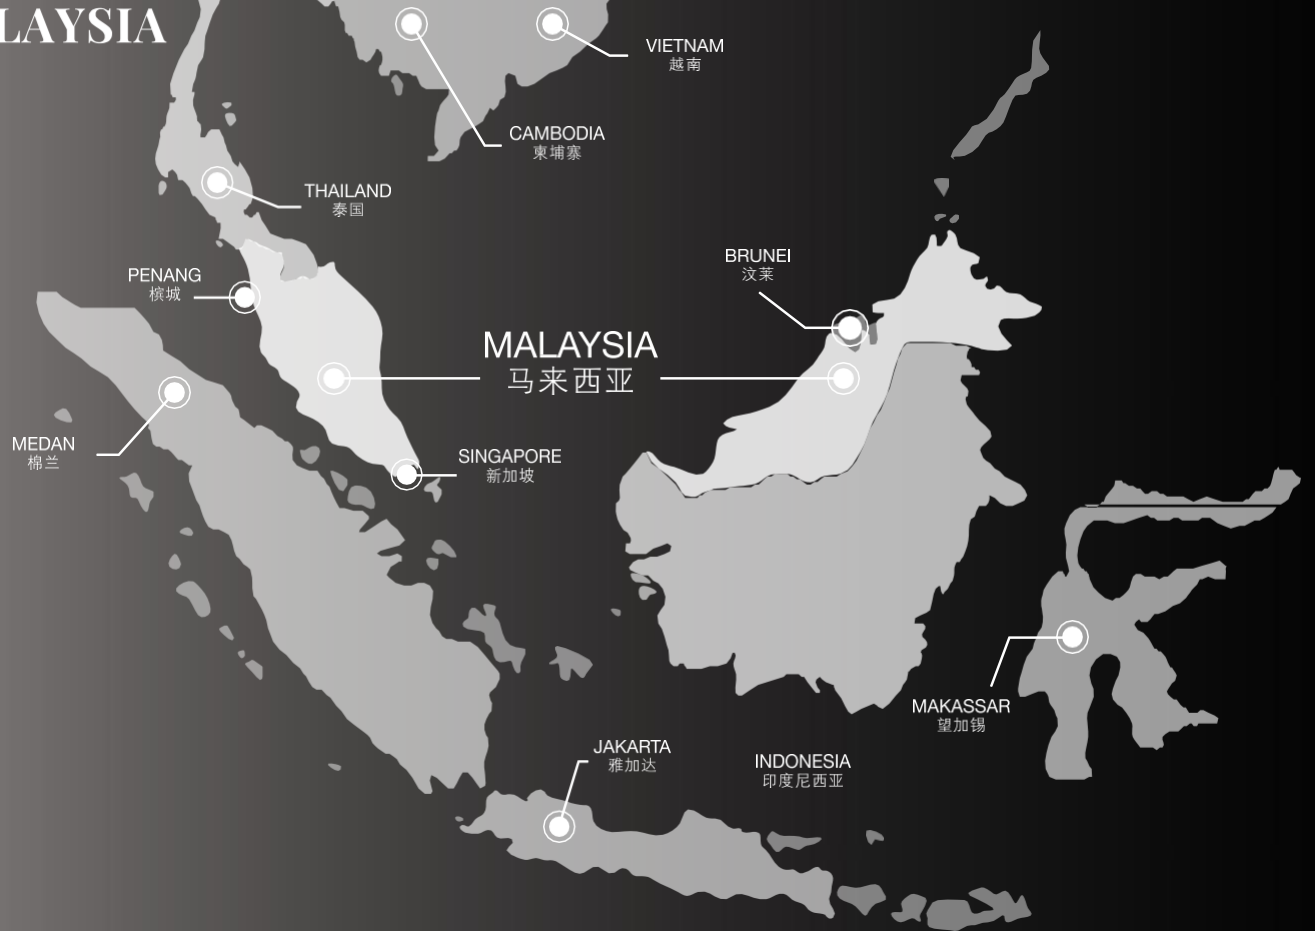 LAYSIA
VIETNAM
越南
CAMBODIA
柬埔寨
THAILAND
泰国
BRUNEI
汶莱
PENANG
槟城
MALAYSIA
马来西亚
MEDAN
棉兰
SINGAPORE
新加坡
MAKASSAR
望加锡
JAKARTA
雅加达
INDONESIA
印度尼西亚